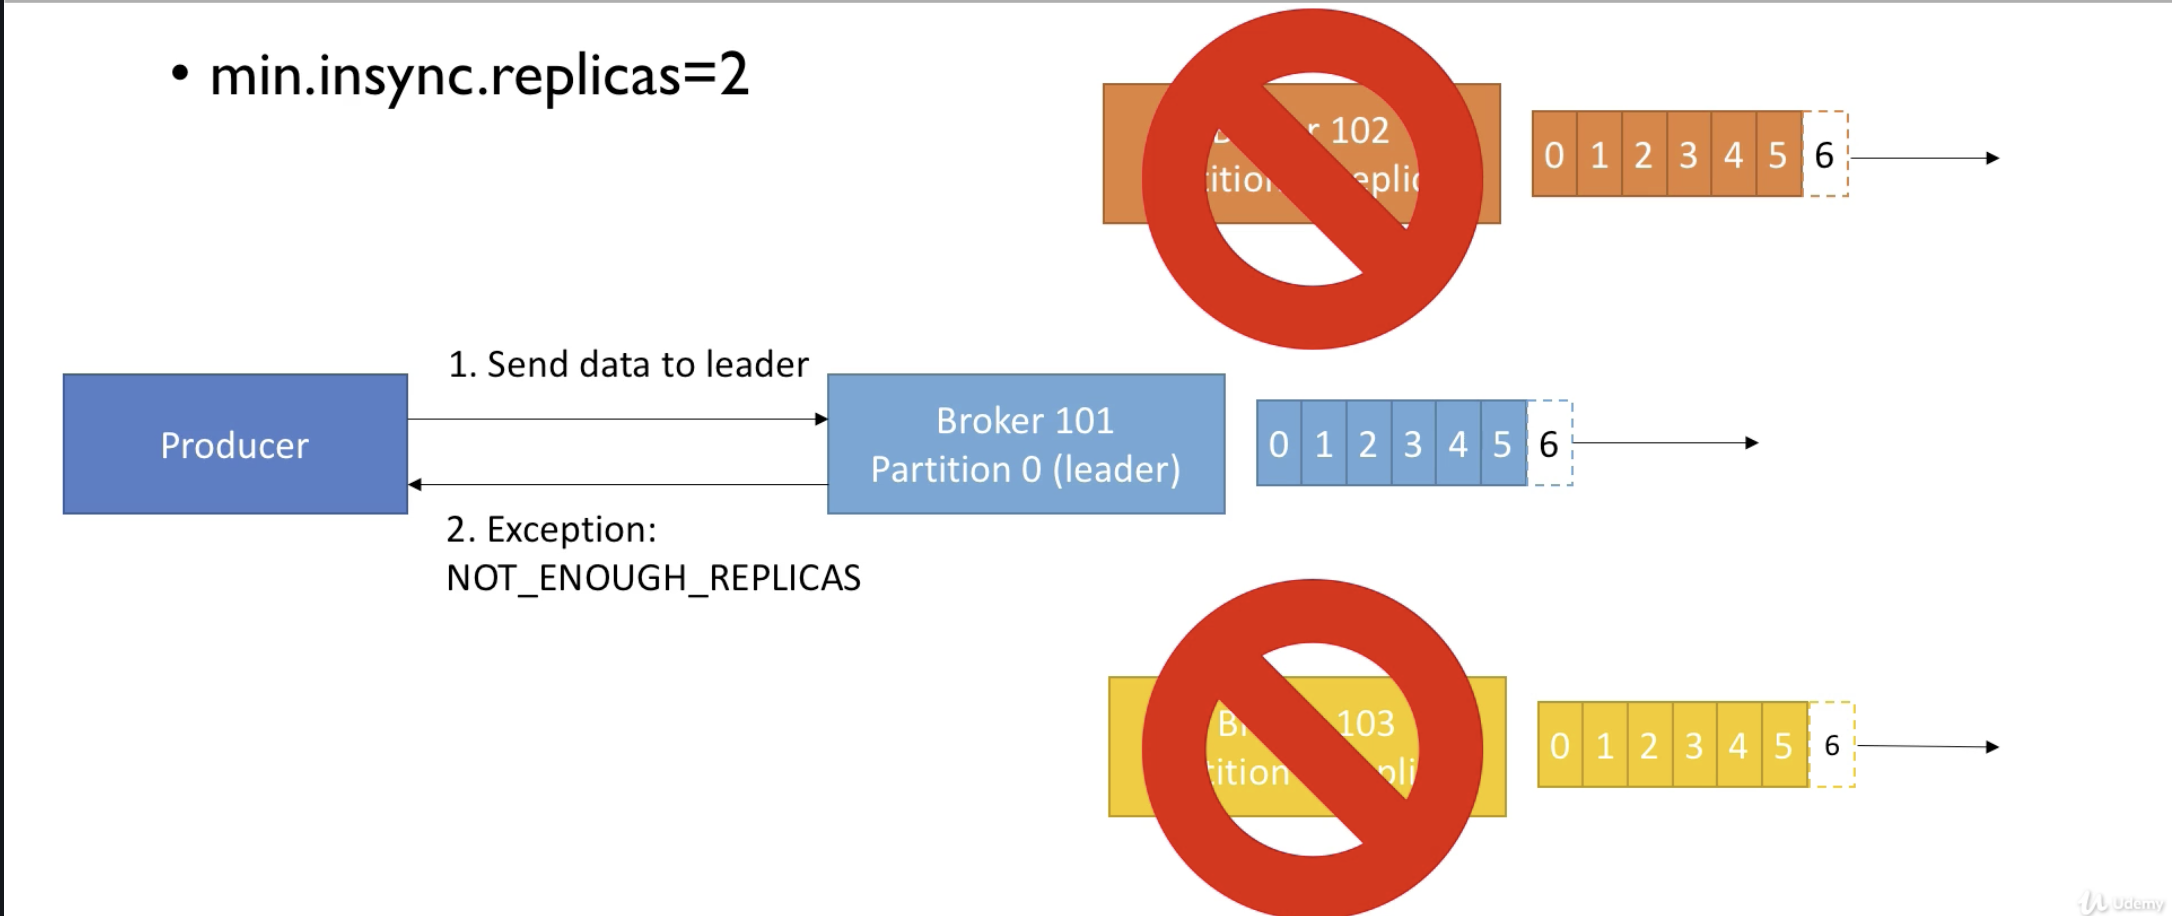 • min.insync.replicas=2
102
0 1 2 3 4 5 6
1. Send data to leader
Producer
Broker 101
Partition 0 (leader)
0 1 2 3 4 5 6
2. Exception:
NOT_ENOUGH_REPLICAS
103
0 1 2 3 4 5 6
Udemy